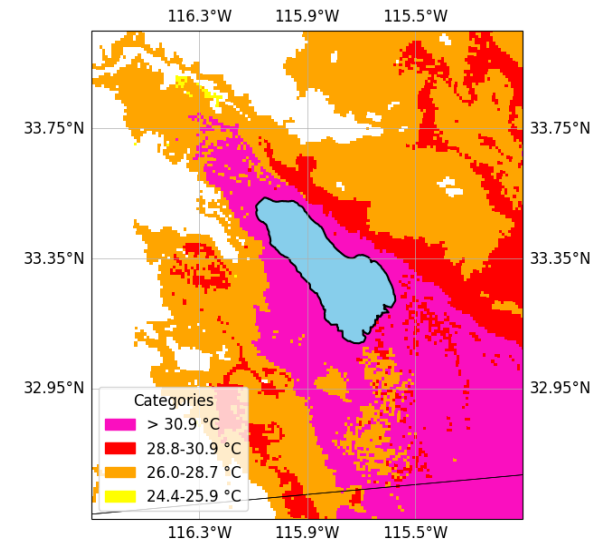 116.3°W 115.9°W 115.5°W
33.75°N 33.75°N
33.35°N 33.35°N
32.95°N 32.95°N
Categories
> 30.9 °C
28.8-30.9 °C
26.0-28.7 °C
24.4-25.9 °C
116.3°W 115.9°W 115.5°W